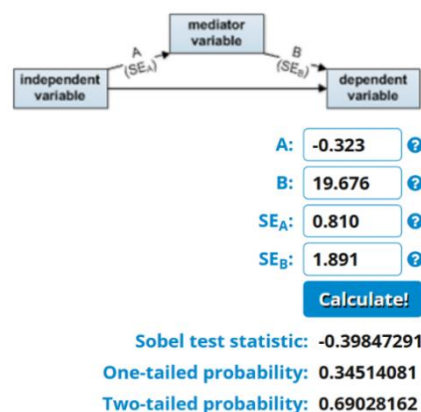 mediator
variable
A
(SEA)
B
(SEB)
independent
variable
dependent
variable
A: -0.323 ?
B: 19.676 ?
SEA: 0.810 ?
SEB: 1.891 ?
Calculate!
Sobel test statistic: -0.39847291
One-tailed probability: 0.34514081
Two-tailed probability: 0.69028162